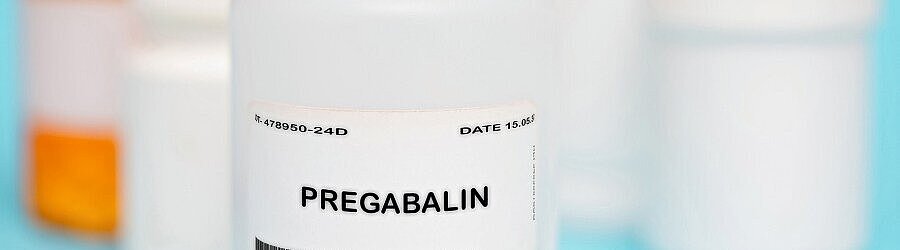 478950-24D
DATE 15.05.
PREGABALIN